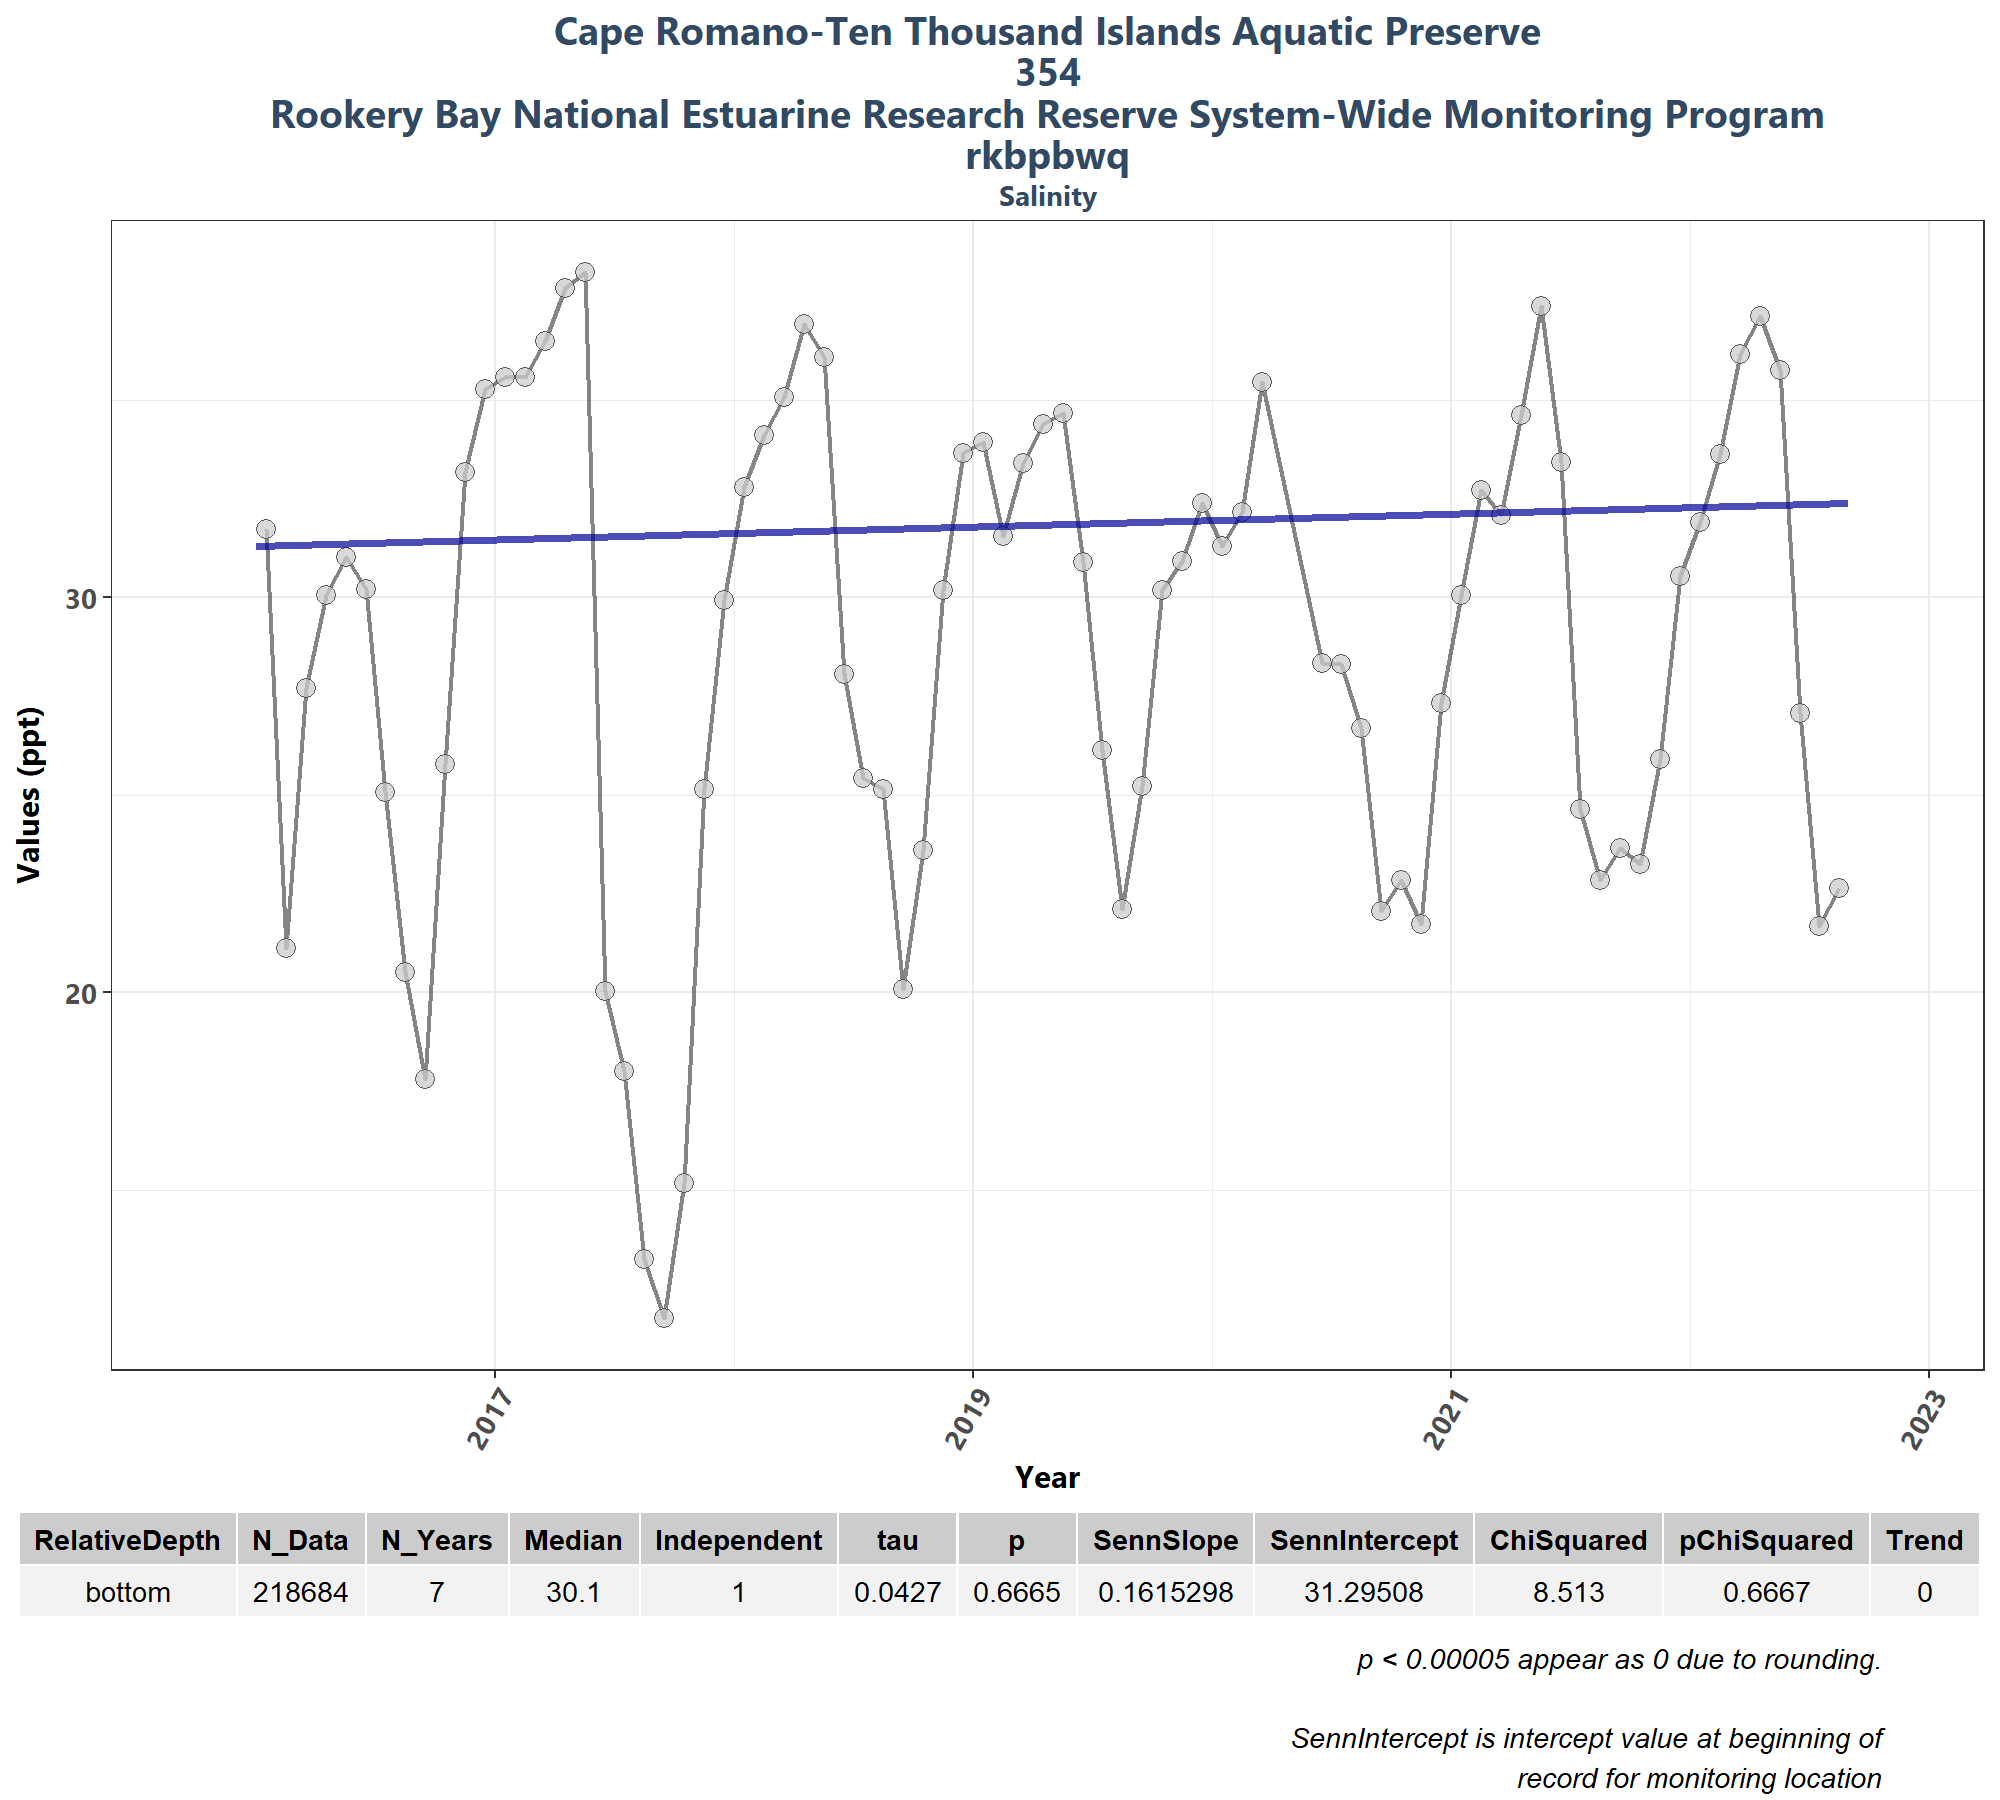 Cape Romano-Ten Thousand Islands Aquatic Preserve
354
Rookery Bay National Estuarine Research Reserve System-Wide Monitoring Program
rkbpbwq
Salinity
Values (ppt)
30
20
2017
2019
2021
2023
Year
RelativeDepth N_Data N_Years Median Independent tau p SennSlope SennIntercept ChiSquared pChiSquared Trend
bottom 218684 7 30.1 1 0.0427 0.6665 0.1615298 31.29508 8.513 0.6667 0
p < 0.00005 appear as 0 due to rounding.
SennIntercept is intercept value at beginning of
record for monitoring location